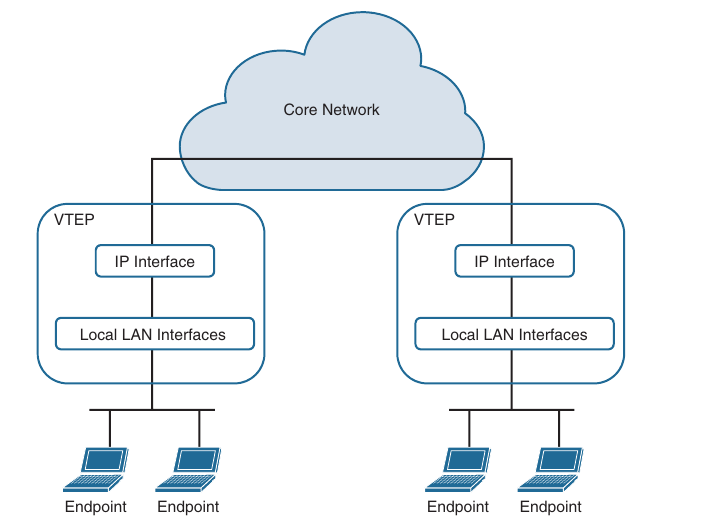 Core Network
VTEP
VTEP
IP Interface
IP Interface
Local LAN Interfaces
Local LAN Interfaces
Endpoint
Endpoint
Endpoint
Endpoint